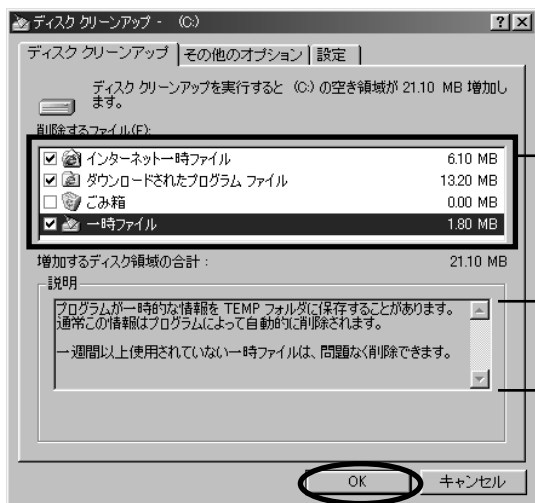 ディスク クリーンアップ - (C:)
ディスク クリーンアップ その他のオプション 設定
ディスク クリーンアップを実行すると (C:) の空き領域が 21.10 MB 増加し
ます。
削除するファイル(F):
インターネット一時ファイル 6.10 MB
ダウンロードされたプログラム ファイル 13.20 MB
ごみ箱 0.00 MB
一時ファイル 1.80 MB
増加するディスク領域の合計 : 21.10 MB
説明
プログラムが一時的な情報を TEMP フォルダに保存することがあります。
通常この情報はプログラムによって自動的に削除されます。
一週間以上使用されていない一時ファイルは、問題なく削除できます。
OK キャンセル